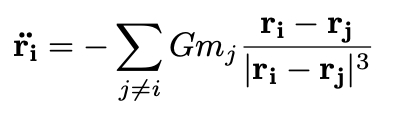 r̈ᵢ = − ∑_{j≠i} Gmⱼ (rᵢ − rⱼ) / |rᵢ − rⱼ|³